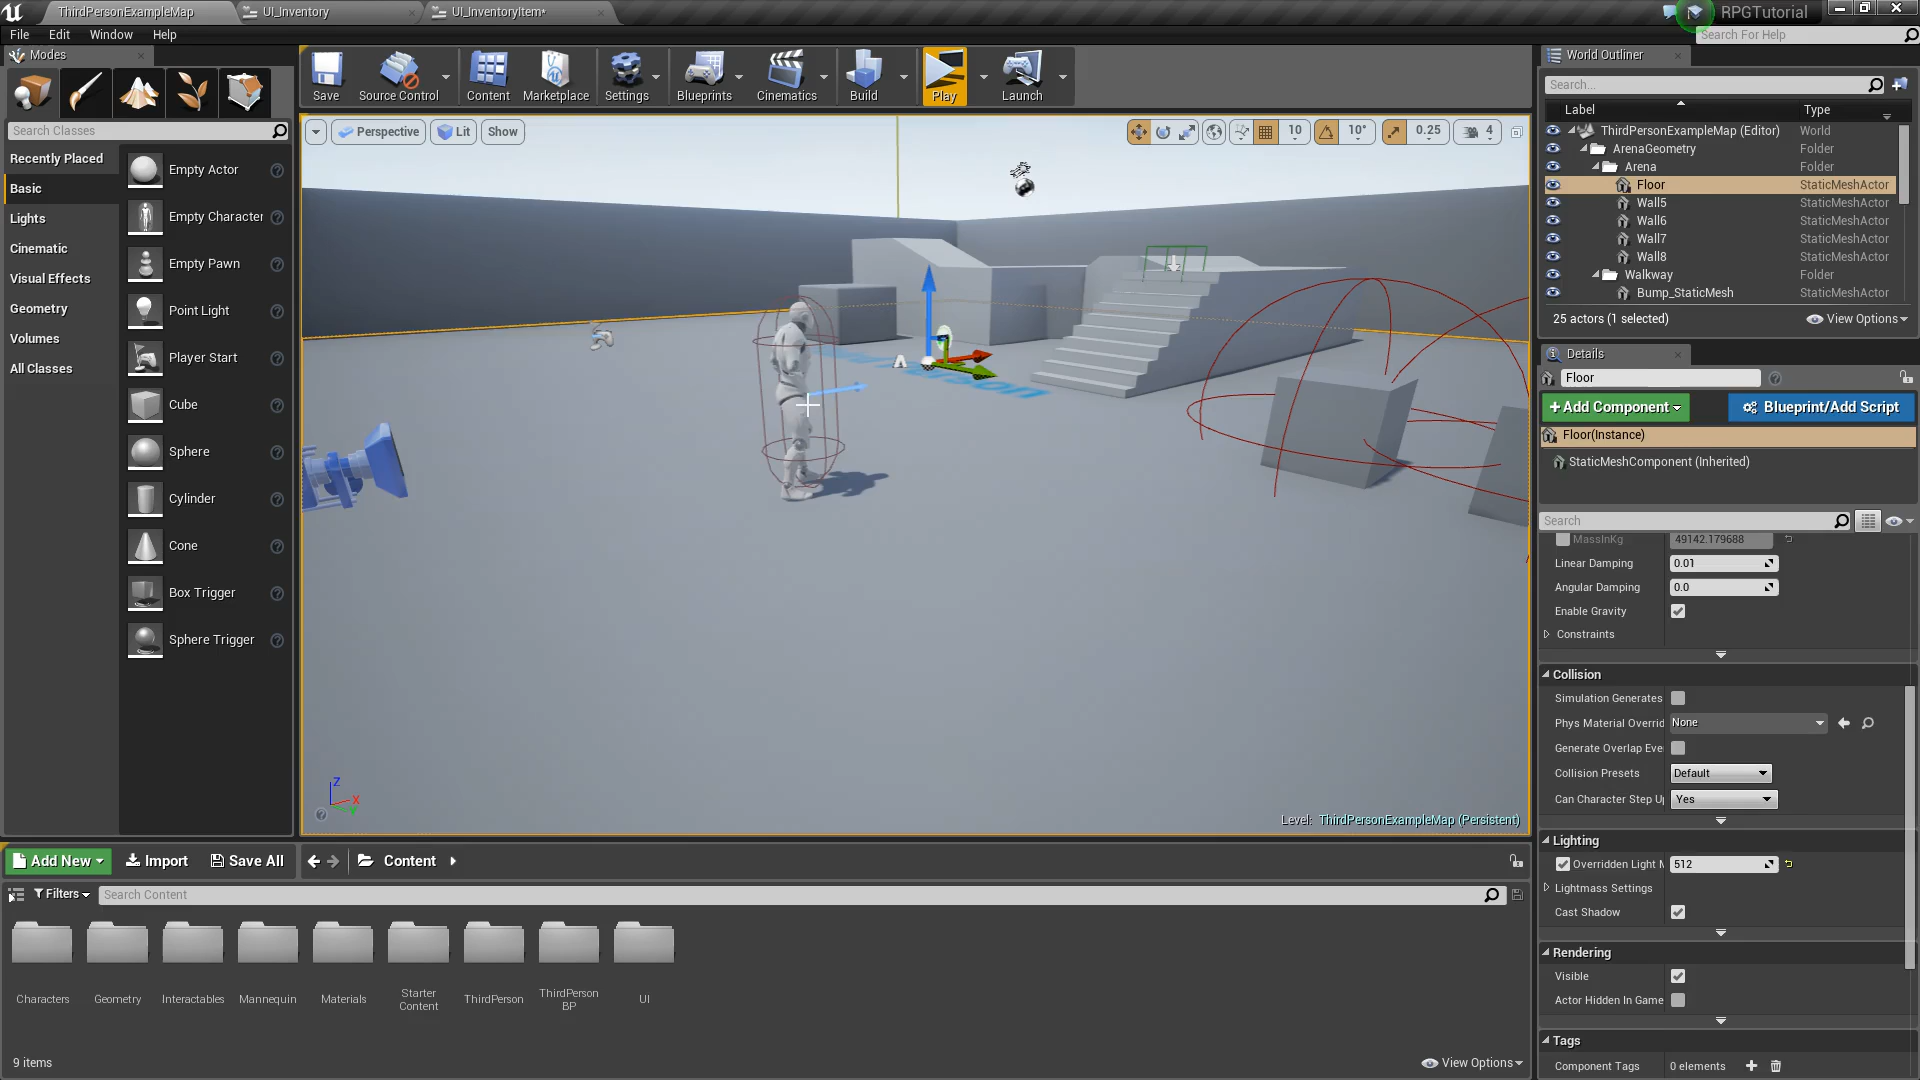 ThirdPersonExampleMap
UI_Inventory
UI_InventoryItem*
RPGTutorial
File Edit Window Help
Search For Help
Modes
Save
Source Control
Content
Marketplace
Settings
Blueprints
Cinematics
Build
Play
Launch
Search Classes
Recently Placed
Basic
Lights
Cinematic
Visual Effects
Geometry
Volumes
All Classes
Empty Actor
Empty Character
Empty Pawn
Point Light
Player Start
Cube
Sphere
Cylinder
Cone
Box Trigger
Sphere Trigger
Perspective Lit Show
10 10° 0.25 4
Z
X
Y
Level: ThirdPersonExampleMap (Persistent)
World Outliner
Search...
Label Type
ThirdPersonExampleMap (Editor) World
ArenaGeometry Folder
Arena Folder
Floor StaticMeshActor
Wall5 StaticMeshActor
Wall6 StaticMeshActor
Wall7 StaticMeshActor
Wall8 StaticMeshActor
Walkway Folder
Bump_StaticMesh StaticMeshActor
25 actors (1 selected) View Options
Details
Floor
+Add Component Blueprint/Add Script
Floor(Instance)
StaticMeshComponent (Inherited)
Search
MassInKg 49142.179688
Linear Damping 0.01
Angular Damping 0.0
Enable Gravity
Constraints
Collision
Simulation Generates
Phys Material Overrid None
Generate Overlap Eve
Collision Presets Default
Can Character Step U Yes
Lighting
Overridden Light M 512
Lightmass Settings
Cast Shadow
Rendering
Visible
Actor Hidden In Game
Tags
Component Tags 0 elements
Add New Import Save All Content
Filters Search Content
Characters
Geometry
Interactables
Mannequin
Materials
Starter
Content
ThirdPerson
ThirdPerson
BP
UI
9 items View Options